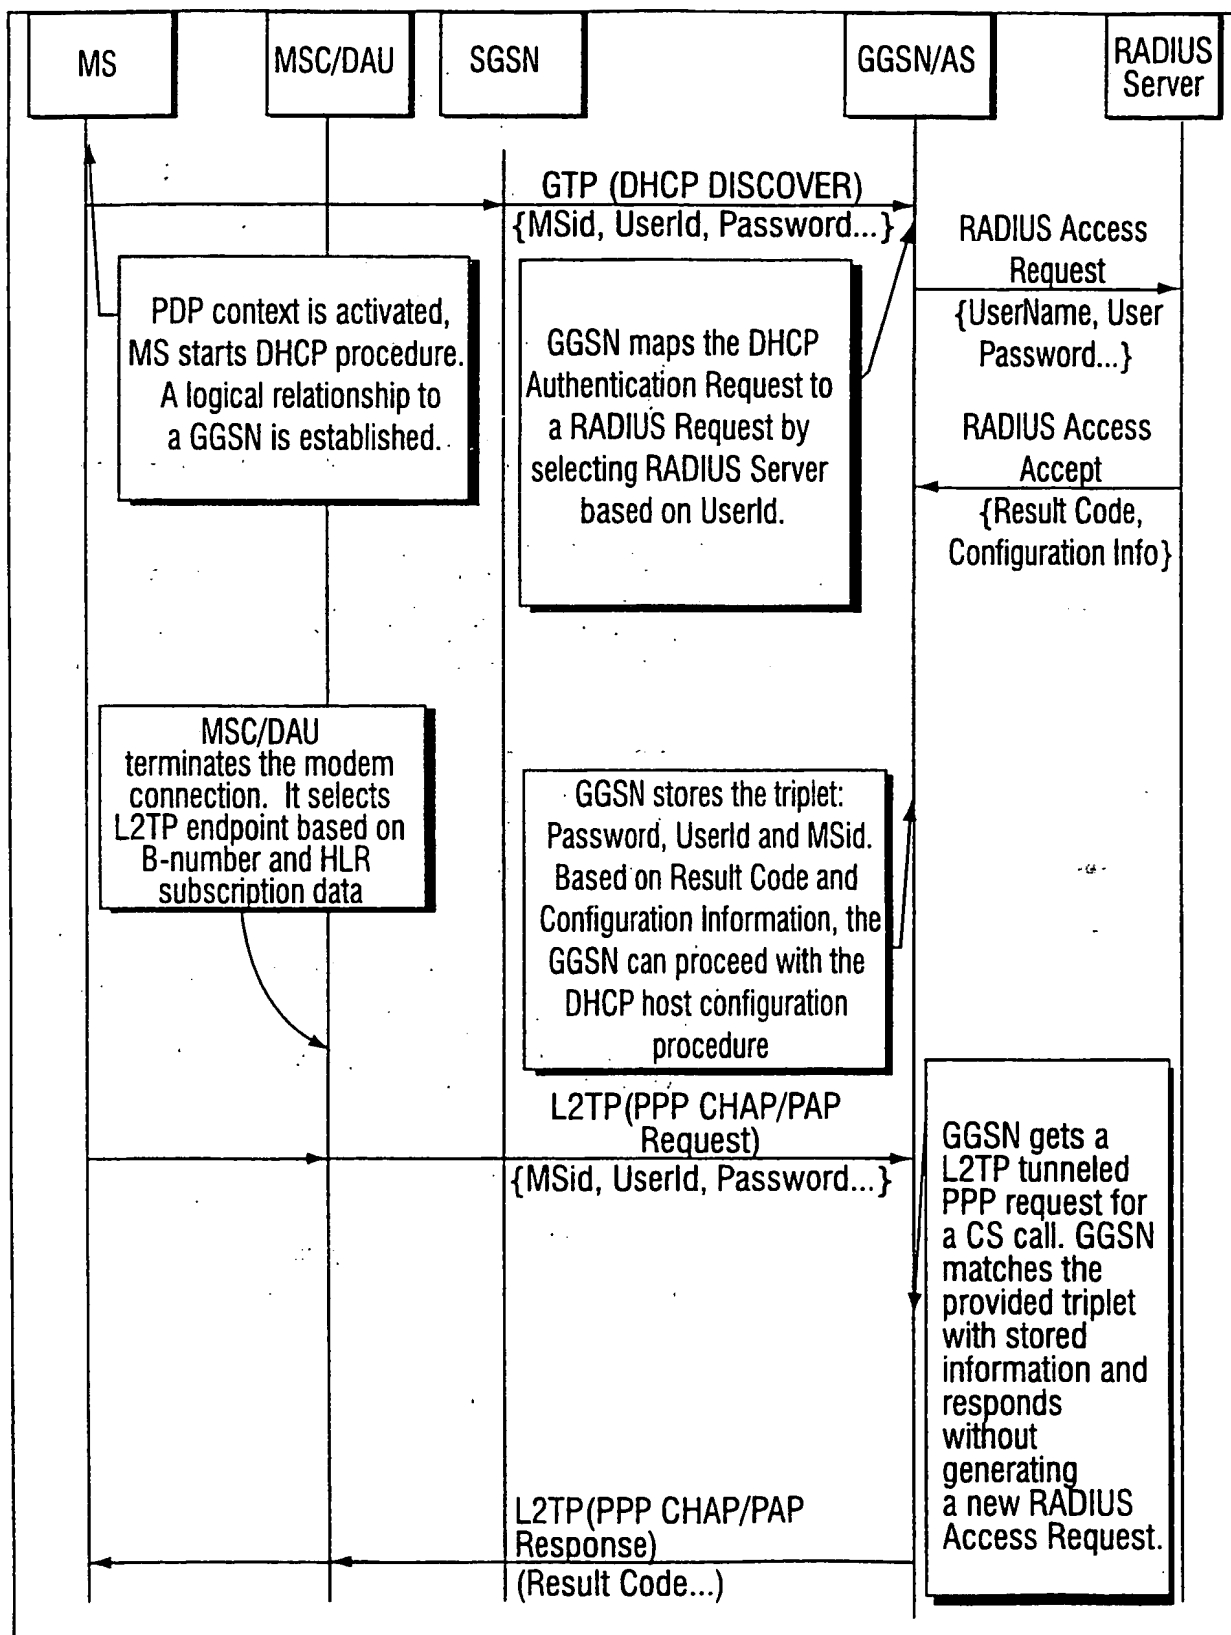 MS
MSC/DAU
SGSN
GGSN/AS
RADIUS
Server
GTP (DHCP DISCOVER)
{MSid, UserId, Password...}
RADIUS Access
Request
{UserName, User
Password...}
PDP context is activated,
MS starts DHCP procedure.
A logical relationship to
a GGSN is established.
GGSN maps the DHCP
Authentication Request to
a RADIUS Request by
selecting RADIUS Server
based on UserId.
RADIUS Access
Accept
{Result Code,
Configuration Info}
MSC/DAU
terminates the modem
connection. It selects
L2TP endpoint based on
B-number and HLR
subscription data
GGSN stores the triplet:
Password, UserId and MSid.
Based on Result Code and
Configuration Information, the
GGSN can proceed with the
DHCP host configuration
procedure
L2TP(PPP CHAP/PAP
Request)
{MSid, UserId, Password...}
GGSN gets a
L2TP tunneled
PPP request for
a CS call. GGSN
matches the
provided triplet
with stored
information and
responds
without
generating
a new RADIUS
Access Request.
L2TP(PPP CHAP/PAP
Response)
(Result Code...)